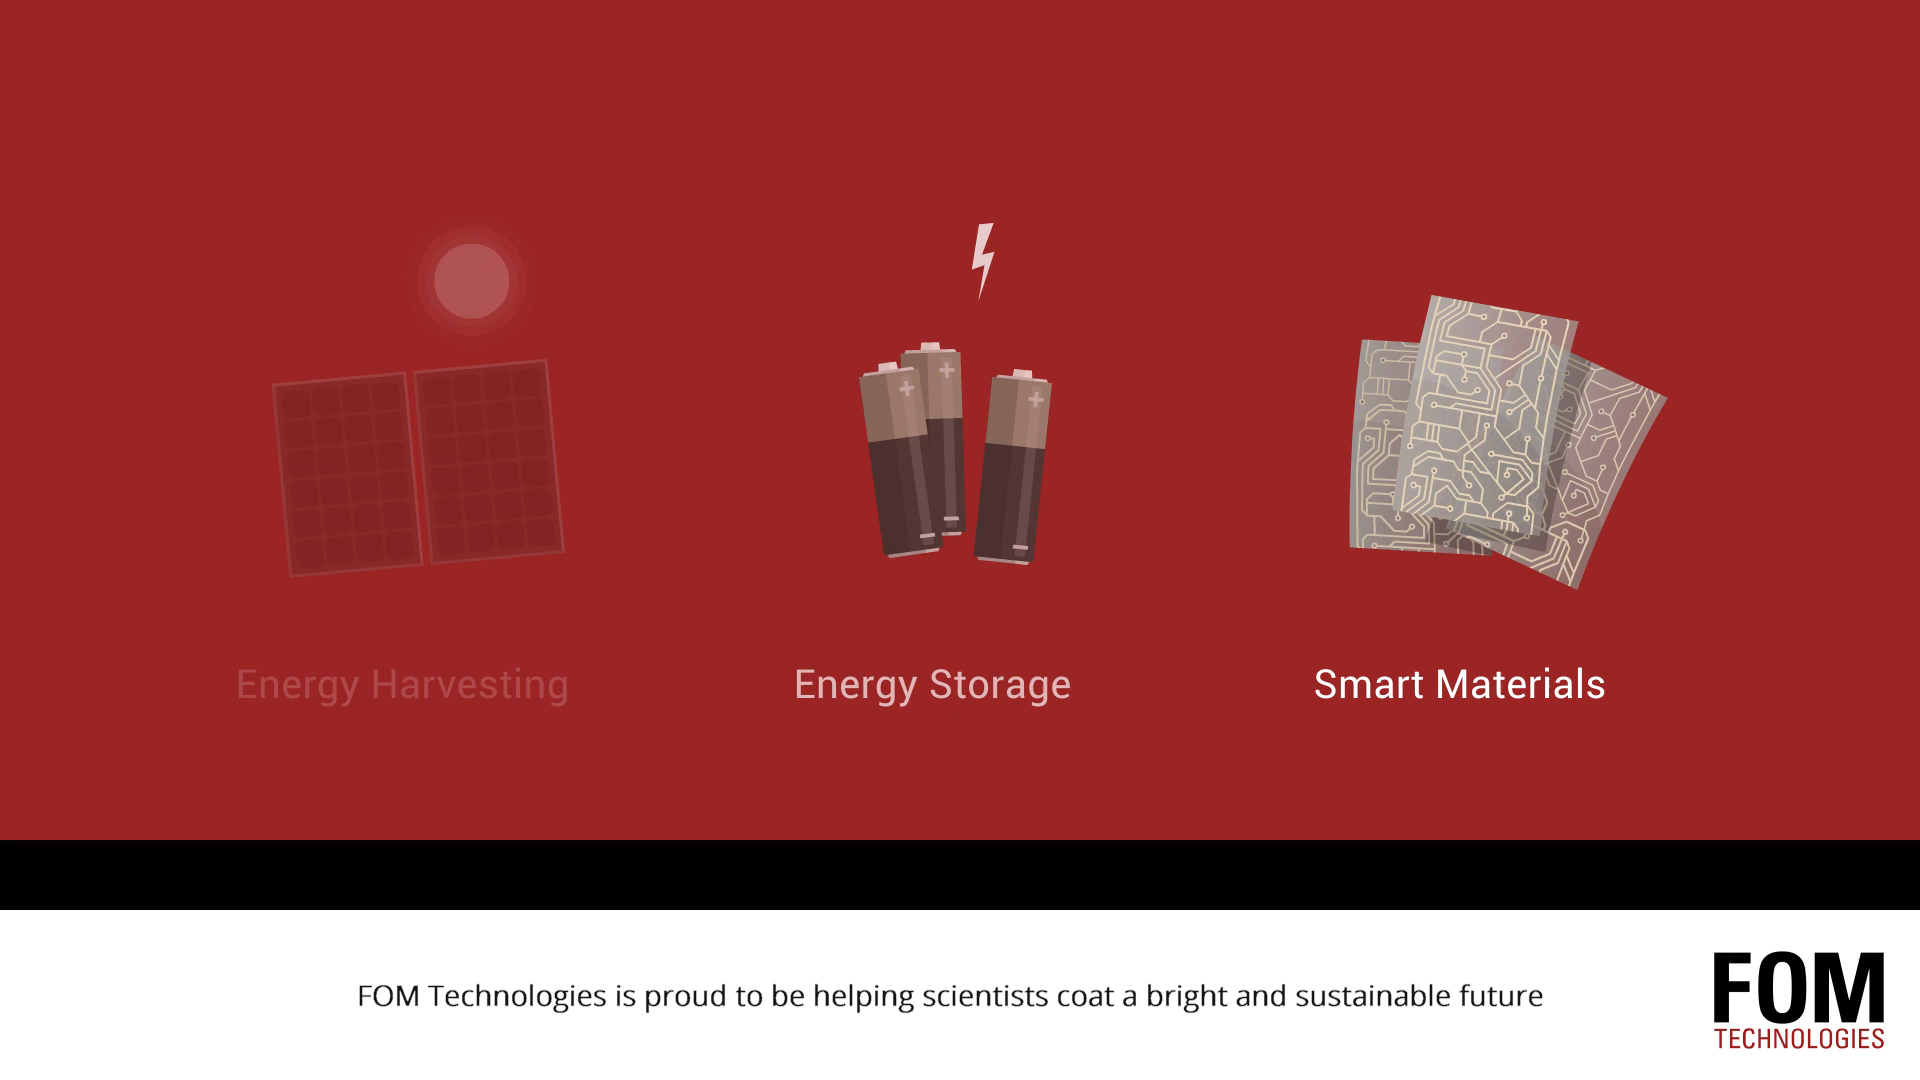 Energy Harvesting
Energy Storage
Smart Materials
FOM Technologies is proud to be helping scientists coat a bright and sustainable future
FOM
TECHNOLOGIES